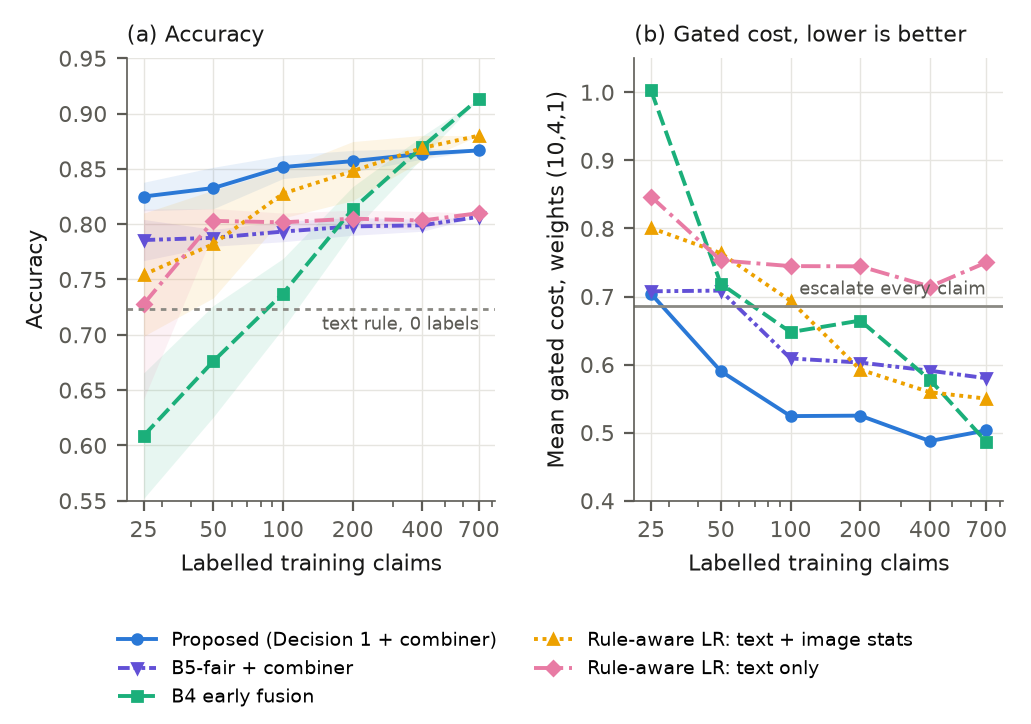 (a) Accuracy
(b) Gated cost, lower is better
Accuracy
0.95
0.90
0.85
0.80
0.75
0.70
0.65
0.60
0.55
text rule, 0 labels
25 50 100 200 400 700
Labelled training claims
Mean gated cost, weights (10,4,1)
1.0
0.9
0.8
0.7
0.6
0.5
0.4
escalate every claim
25 50 100 200 400 700
Labelled training claims
Proposed (Decision 1 + combiner)
B5-fair + combiner
B4 early fusion
Rule-aware LR: text + image stats
Rule-aware LR: text only